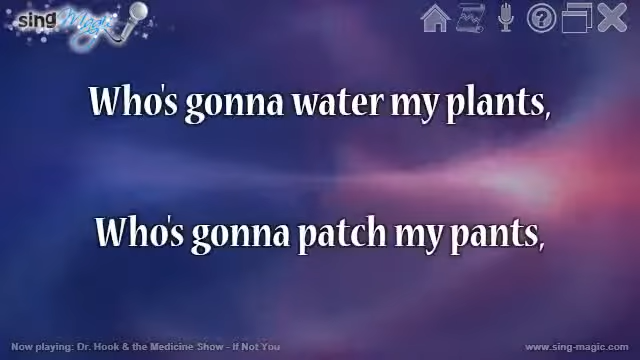 sing Magic
Who's gonna water my plants,
Who's gonna patch my pants,
Now playing: Dr. Hook & the Medicine Show - If Not You
www.sing-magic.com